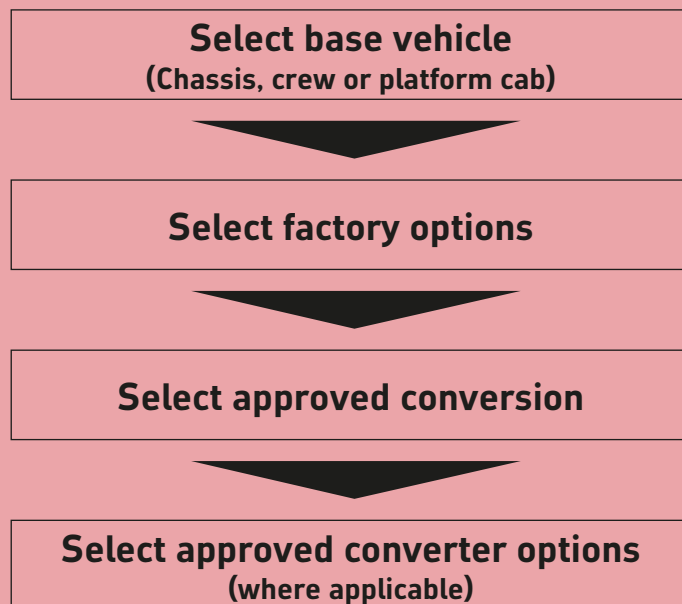 Select base vehicle
(Chassis, crew or platform cab)
Select factory options
Select approved conversion
Select approved converter options
(where applicable)